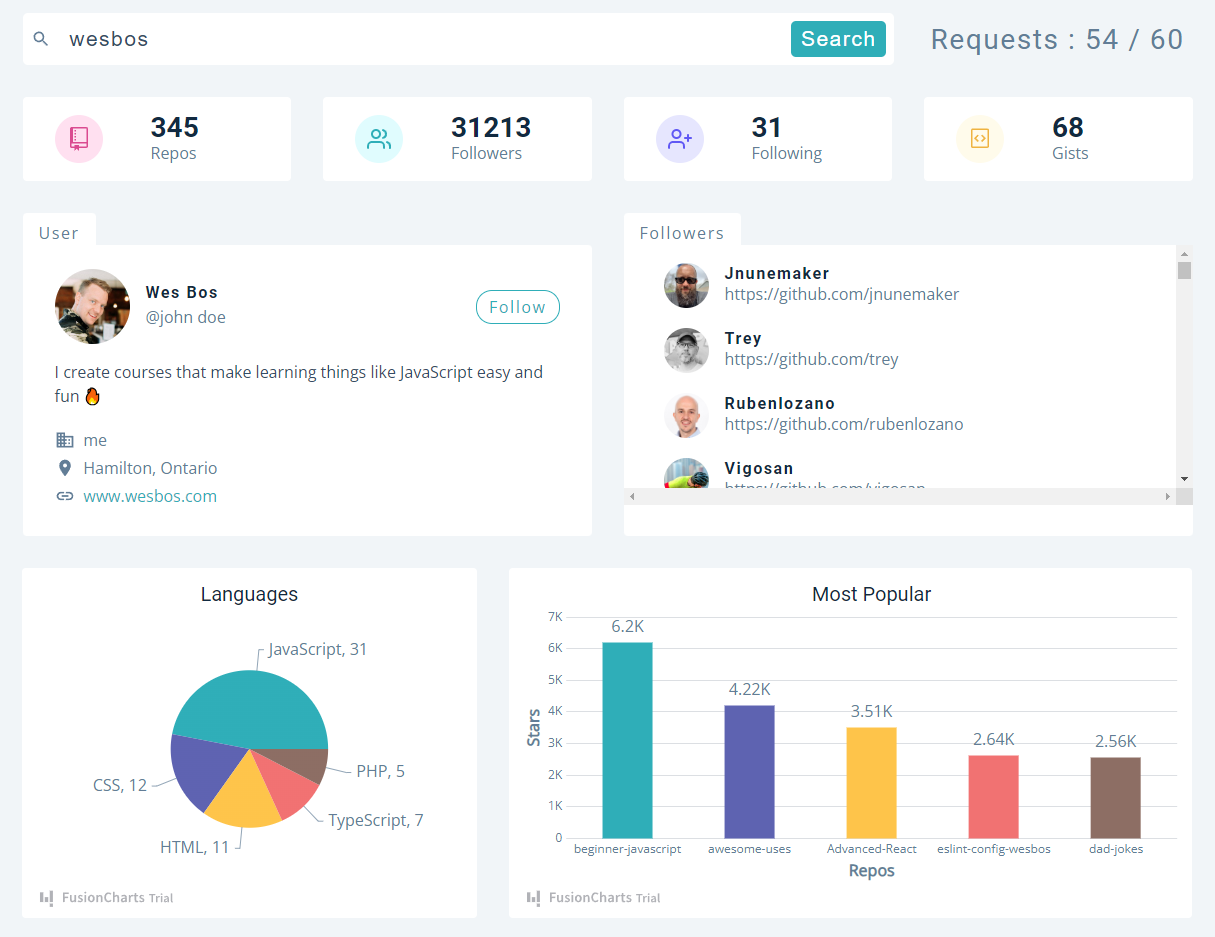 wesbos
Search
Requests : 54 / 60
345
Repos
31213
Followers
31
Following
68
Gists
User
Wes Bos
@john doe
Follow
I create courses that make learning things like JavaScript easy and
fun 🔥
me
Hamilton, Ontario
www.wesbos.com
Followers
Jnunemaker
https://github.com/jnunemaker
Trey
https://github.com/trey
Rubenlozano
https://github.com/rubenlozano
Vigosan
https://github.com/vigosan
Languages
JavaScript, 31
PHP, 5
CSS, 12
TypeScript, 7
HTML, 11
FusionCharts Trial
Most Popular
Stars
7K
6K
5K
4K
3K
2K
1K
0
6.2K
4.22K
3.51K
2.64K
2.56K
beginner-javascript
awesome-uses
Advanced-React
eslint-config-wesbos
dad-jokes
Repos
FusionCharts Trial